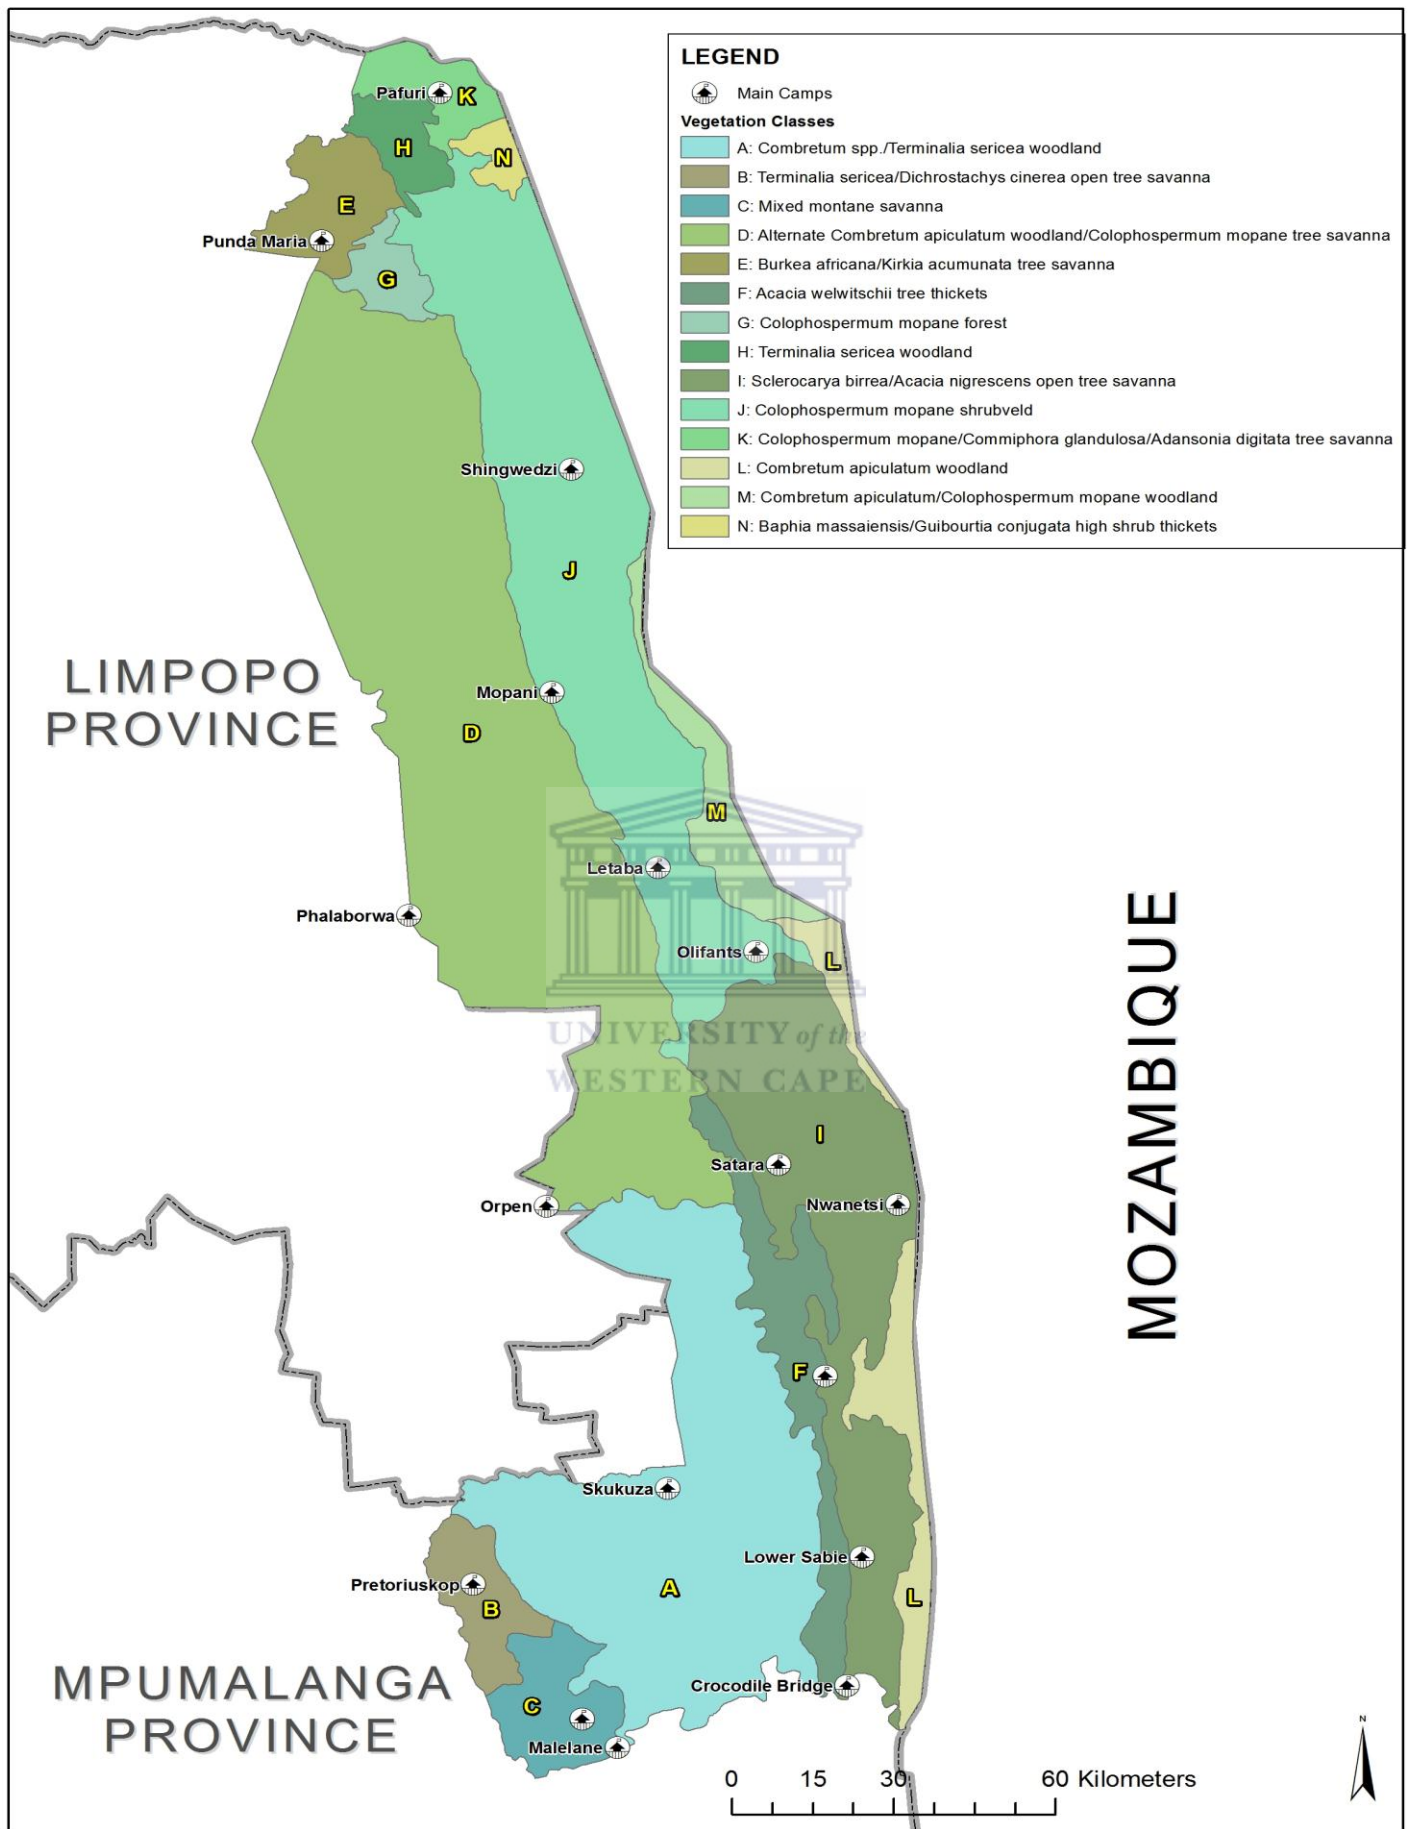 LEGEND
Main Camps
Vegetation Classes
A: Combretum spp./Terminalia sericea woodland
B: Terminalia sericea/Dichrostachys cinerea open tree savanna
C: Mixed montane savanna
D: Alternate Combretum apiculatum woodland/Colophospermum mopane tree savanna
E: Burkea africana/Kirkia acumunata tree savanna
F: Acacia welwitschii tree thickets
G: Colophospermum mopane forest
H: Terminalia sericea woodland
I: Sclerocarya birrea/Acacia nigrescens open tree savanna
J: Colophospermum mopane shrubveld
K: Colophospermum mopane/Commiphora glandulosa/Adansonia digitata tree savanna
L: Combretum apiculatum woodland
M: Combretum apiculatum/Colophospermum mopane woodland
N: Baphia massaiensis/Guibourtia conjugata high shrub thickets
Pafuri
K
H
N
E
Punda Maria
G
Shingwedzi
J
LIMPOPO
PROVINCE
Mopani
D
M
Letaba
Phalaborwa
Olifants
L
MOZAMBIQUE
UNIVERSITY of the
WESTERN CAPE
I
Satara
Nwanetsi
Orpen
F
Skukuza
Lower Sabie
Pretoriuskop
A
L
B
MPUMALANGA
PROVINCE
Crocodile Bridge
C
Malelane
N
0 15 30 60 Kilometers